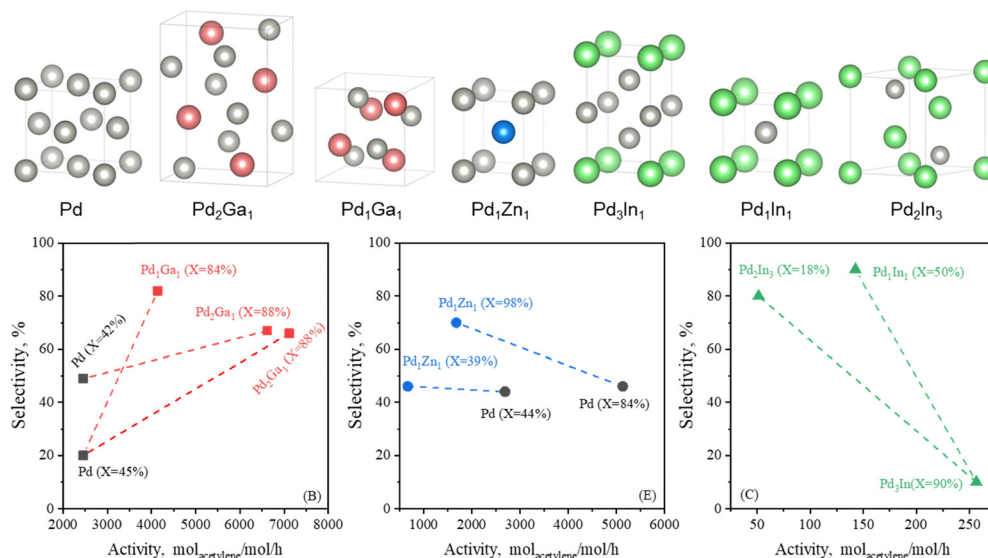 Pd
Pd₂Ga₁
Pd₁Ga₁
Pd₁Zn₁
Pd₃In₁
Pd₁In₁
Pd₂In₃
Selectivity, %
100
80
60
40
20
0
Pd₁Ga₁ (X=84%)
Pd₂Ga₁ (X=88%)
Pd (X=42%)
Pd₂Ga₁ (X=88%)
Pd (X=45%)
(B)
2000 3000 4000 5000 6000 7000 8000
Activity, molacetylene/mol/h
Selectivity, %
100
80
60
40
20
0
Pd₁Zn₁ (X=98%)
Pd₁Zn₁ (X=39%)
Pd (X=44%)
Pd (X=84%)
(E)
1000 2000 3000 4000 5000 6000
Activity, molacetylene/mol/h
Selectivity, %
100
80
60
40
20
0
Pd₂In₃ (X=18%)
Pd₁In₁ (X=50%)
Pd₃In(X=90%)
(C)
50 100 150 200 250
Activity, molacetylene/mol/h